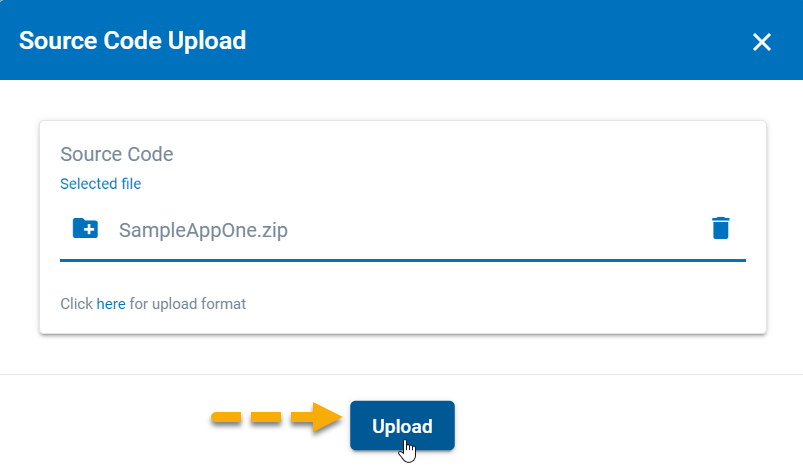 Source Code Upload
Source Code
Selected file
SampleAppOne.zip
Click here for upload format
Upload